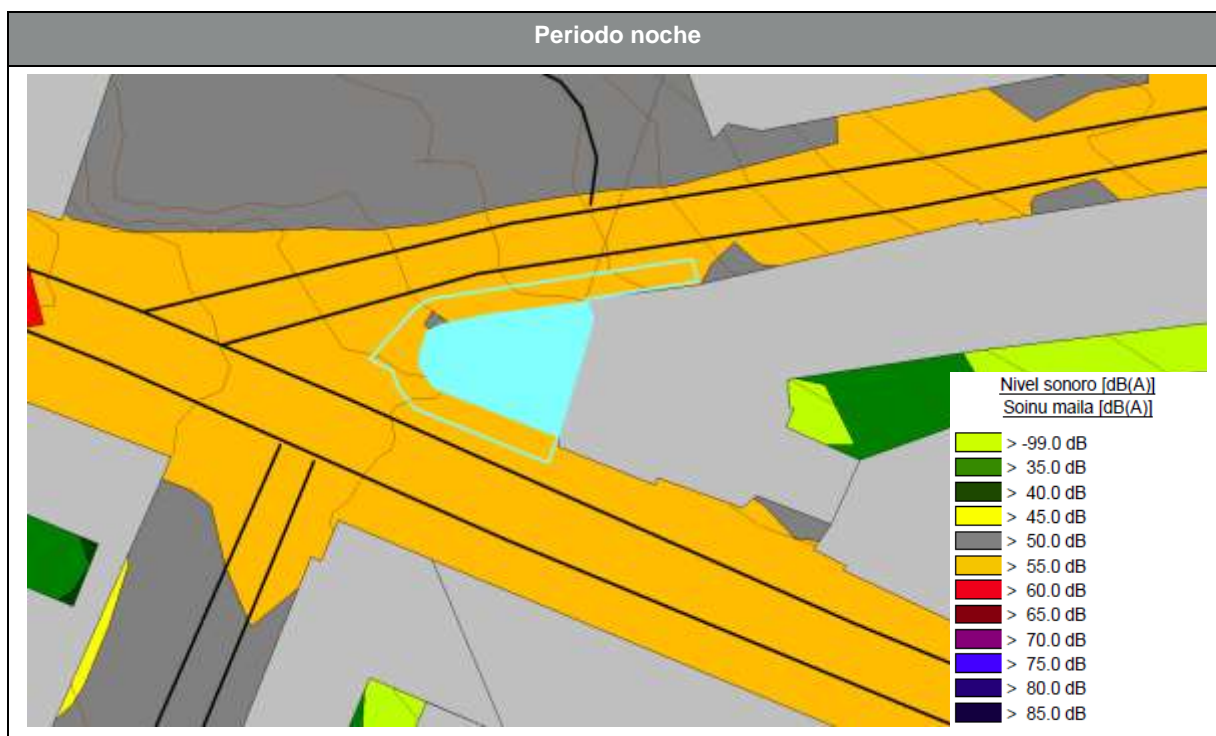 Periodo noche
Nivel sonoro [dB(A)]
Soinu maila [dB(A)]
> -99.0 dB
> 35.0 dB
> 40.0 dB
> 45.0 dB
> 50.0 dB
> 55.0 dB
> 60.0 dB
> 65.0 dB
> 70.0 dB
> 75.0 dB
> 80.0 dB
> 85.0 dB